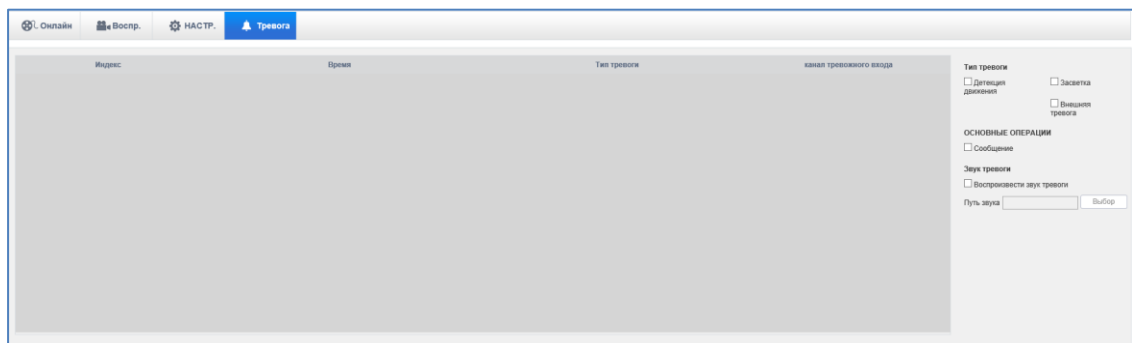 Онлайн Воспр. НАСТР. Тревога
Индекс Время Тип тревоги канал тревожного входа
Тип тревоги
Детекция движения
Засветка
Внешняя тревога
ОСНОВНЫЕ ОПЕРАЦИИ
Сообщение
Звук тревоги
Воспроизвести звук тревоги
Путь звука Выбор